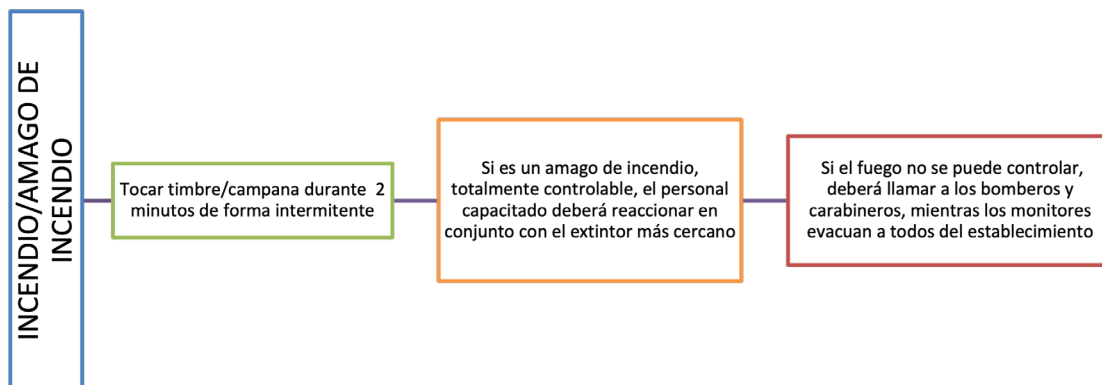 INCENDIO/AMAGO DE
INCENDIO
Tocar timbre/campana durante 2
minutos de forma intermitente
Si es un amago de incendio,
totalmente controlable, el personal
capacitado deberá reaccionar en
conjunto con el extintor más cercano
Si el fuego no se puede controlar,
deberá llamar a los bomberos y
carabineros, mientras los monitores
evacuan a todos del establecimiento